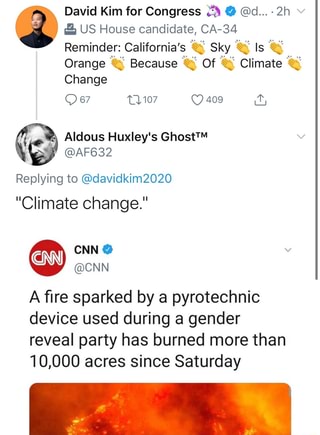 David Kim for Congress 🦄 @d... · 2h
US House candidate, CA-34
Reminder: California's 👏 Sky 👏 Is 👏
Orange 👏 Because 👏 Of 👏 Climate 👏
Change
67 107 409
Aldous Huxley's Ghost™
@AF632
Replying to @davidkim2020
"Climate change."
CNN
CNN
@CNN
A fire sparked by a pyrotechnic
device used during a gender
reveal party has burned more than
10,000 acres since Saturday